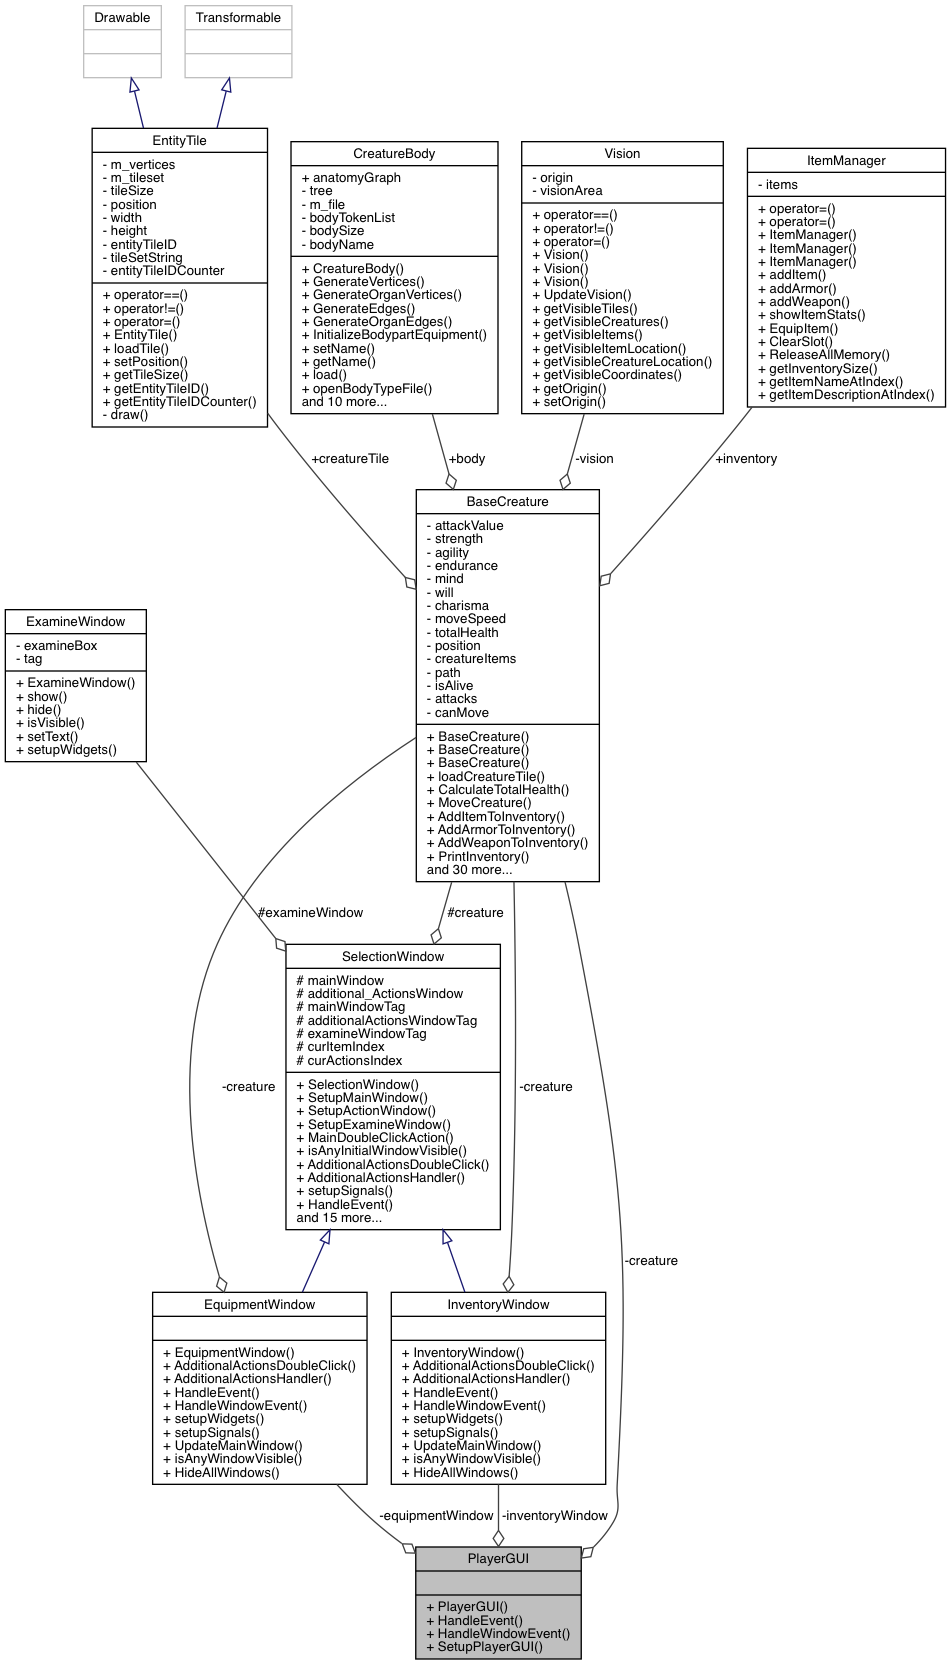 Drawable
Transformable
EntityTile
- m_vertices
- m_tileset
- tileSize
- position
- width
- height
- entityTileID
- tileSetString
- entityTileIDCounter
+ operator==()
+ operator!=()
+ operator=()
+ EntityTile()
+ loadTile()
+ setPosition()
+ getTileSize()
+ getEntityTileID()
+ getEntityTileIDCounter()
- draw()
CreatureBody
+ anatomyGraph
- tree
- m_file
- bodyTokenList
- bodySize
- bodyName
+ CreatureBody()
+ GenerateVertices()
+ GenerateOrganVertices()
+ GenerateEdges()
+ GenerateOrganEdges()
+ InitializeBodypartEquipment()
+ setName()
+ getName()
+ load()
+ openBodyTypeFile()
and 10 more...
Vision
- origin
- visionArea
+ operator==()
+ operator!=()
+ operator=()
+ Vision()
+ Vision()
+ Vision()
+ UpdateVision()
+ getVisibleTiles()
+ getVisibleCreatures()
+ getVisibleItems()
+ getVisibleItemLocation()
+ getVisibleCreatureLocation()
+ getVisibleCoordinates()
+ getOrigin()
+ setOrigin()
ItemManager
- items
+ operator=()
+ operator=()
+ ItemManager()
+ ItemManager()
+ ItemManager()
+ addItem()
+ addArmor()
+ addWeapon()
+ showItemStats()
+ EquipItem()
+ ClearSlot()
+ ReleaseAllMemory()
+ getInventorySize()
+ getItemNameAtIndex()
+ getItemDescriptionAtIndex()
+creatureTile
+body
-vision
+inventory
BaseCreature
- attackValue
- strength
- agility
- endurance
- mind
- will
- charisma
- moveSpeed
- totalHealth
- position
- creatureItems
- path
- isAlive
- attacks
- canMove
+ BaseCreature()
+ BaseCreature()
+ BaseCreature()
+ loadCreatureTile()
+ CalculateTotalHealth()
+ MoveCreature()
+ AddItemToInventory()
+ AddArmorToInventory()
+ AddWeaponToInventory()
+ PrintInventory()
and 30 more...
ExamineWindow
- examineBox
- tag
+ ExamineWindow()
+ show()
+ hide()
+ isVisible()
+ setText()
+ setupWidgets()
#examineWindow
#creature
SelectionWindow
# mainWindow
# additional_ActionsWindow
# mainWindowTag
# additionalActionsWindowTag
# examineWindowTag
# curItemIndex
# curActionsIndex
+ SelectionWindow()
+ SetupMainWindow()
+ SetupActionWindow()
+ SetupExamineWindow()
+ MainDoubleClickAction()
+ isAnyInitialWindowVisible()
+ AdditionalActionsDoubleClick()
+ AdditionalActionsHandler()
+ setupSignals()
+ HandleEvent()
and 15 more...
-creature
-creature
-creature
EquipmentWindow
+ EquipmentWindow()
+ AdditionalActionsDoubleClick()
+ AdditionalActionsHandler()
+ HandleEvent()
+ HandleWindowEvent()
+ setupWidgets()
+ setupSignals()
+ UpdateMainWindow()
+ isAnyWindowVisible()
+ HideAllWindows()
InventoryWindow
+ InventoryWindow()
+ AdditionalActionsDoubleClick()
+ AdditionalActionsHandler()
+ HandleEvent()
+ HandleWindowEvent()
+ setupWidgets()
+ setupSignals()
+ UpdateMainWindow()
+ isAnyWindowVisible()
+ HideAllWindows()
-equipmentWindow
-inventoryWindow
PlayerGUI
+ PlayerGUI()
+ HandleEvent()
+ HandleWindowEvent()
+ SetupPlayerGUI()